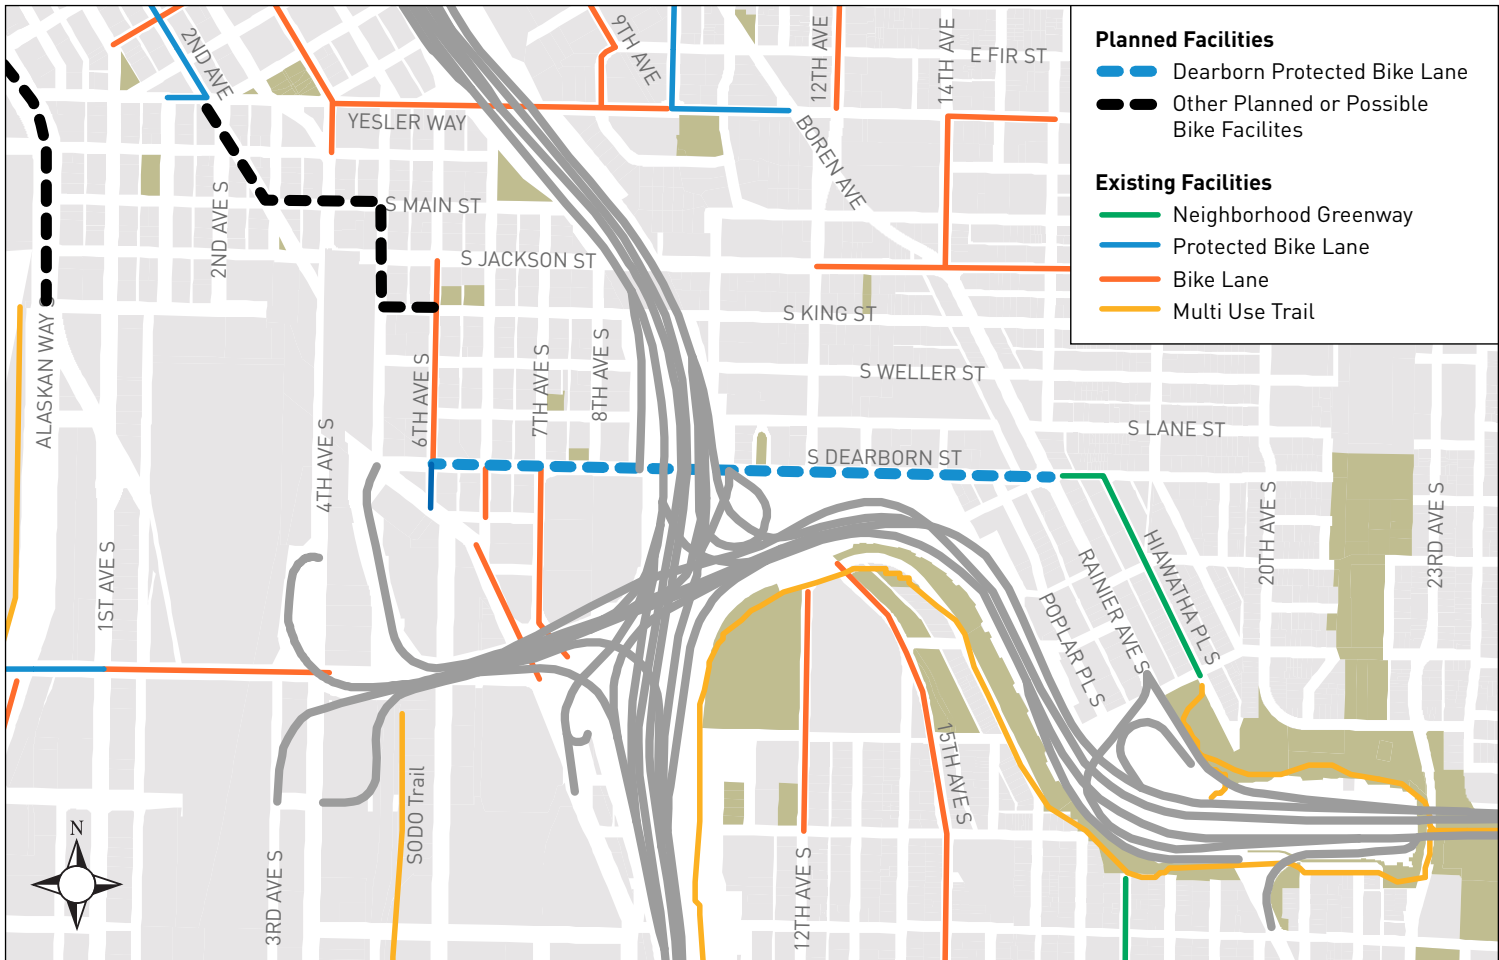 Planned Facilities
Dearborn Protected Bike Lane
Other Planned or Possible
Bike Facilites
Existing Facilities
Neighborhood Greenway
Protected Bike Lane
Bike Lane
Multi Use Trail
2ND AVE
9TH AVE
12TH AVE
14TH AVE
E FIR ST
YESLER WAY
BOREN AVE
2ND AVE S
S MAIN ST
S JACKSON ST
S KING ST
ALASKAN WAY S
6TH AVE S
7TH AVE S
8TH AVE S
S WELLER ST
4TH AVE S
S LANE ST
S DEARBORN ST
1ST AVE S
20TH AVE S
23RD AVE S
HIAWATHA PL S
RAINIER AVE S
POPLAR PL S
15TH AVE S
SODO Trail
N
3RD AVE S
12TH AVE S